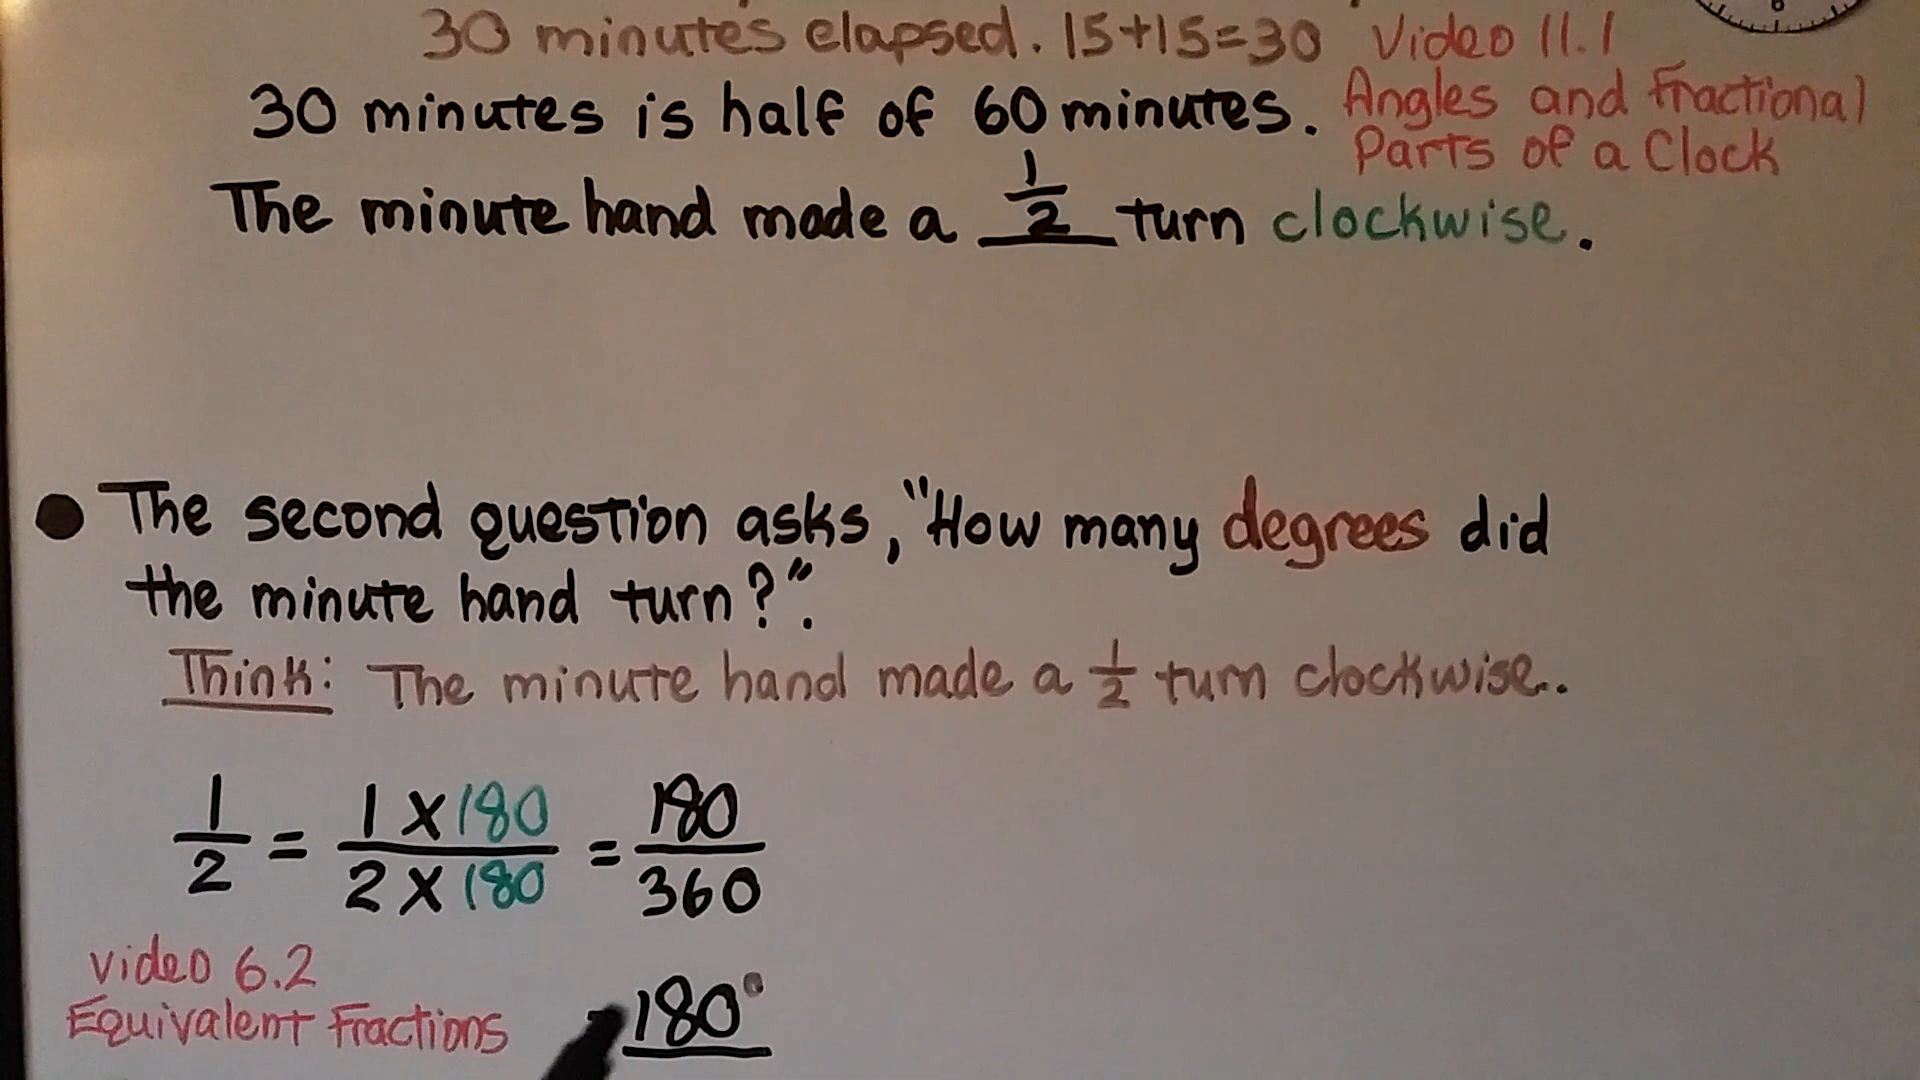 30 minutes elapsed. 15+15=30 Video 11.1
30 minutes is half of 60 minutes. Angles and Fractional
Parts of a Clock
The minute hand made a 1/2 turn clockwise.
● The second question asks, "How many degrees did
the minute hand turn?".
Think: The minute hand made a 1/2 turn clockwise..
1/2 = 1 x 180 / 2 x 180 = 180/360
video 6.2
Equivalent Fractions
180°